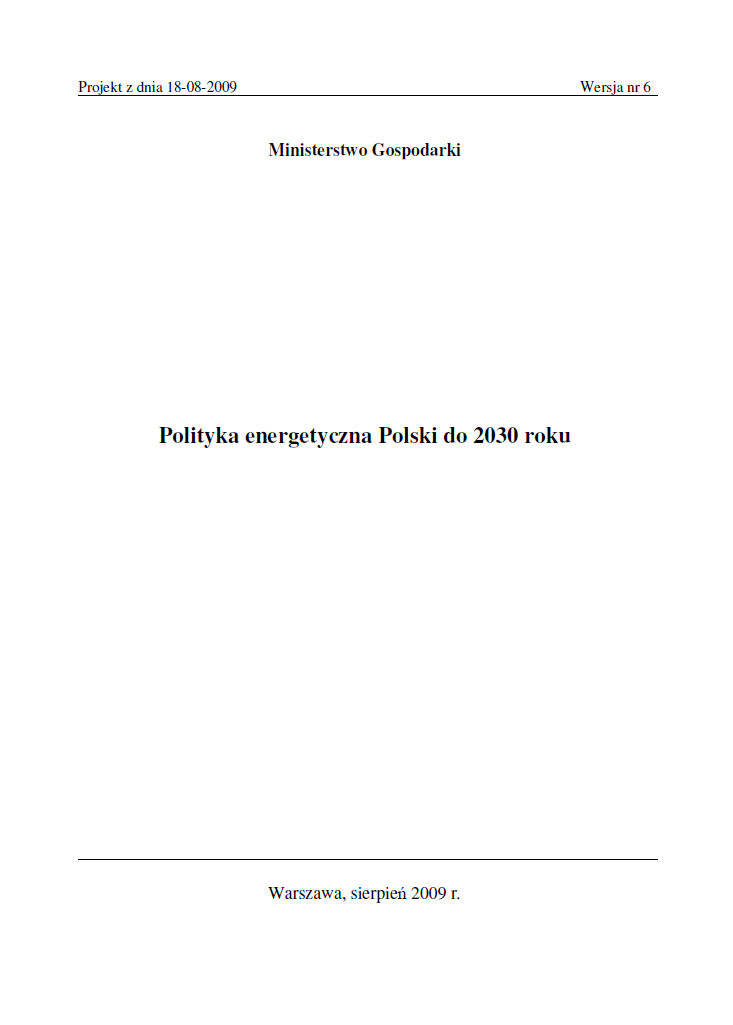 Projekt z dnia 18-08-2009 Wersja nr 6
Ministerstwo Gospodarki
Polityka energetyczna Polski do 2030 roku
Warszawa, sierpień 2009 r.